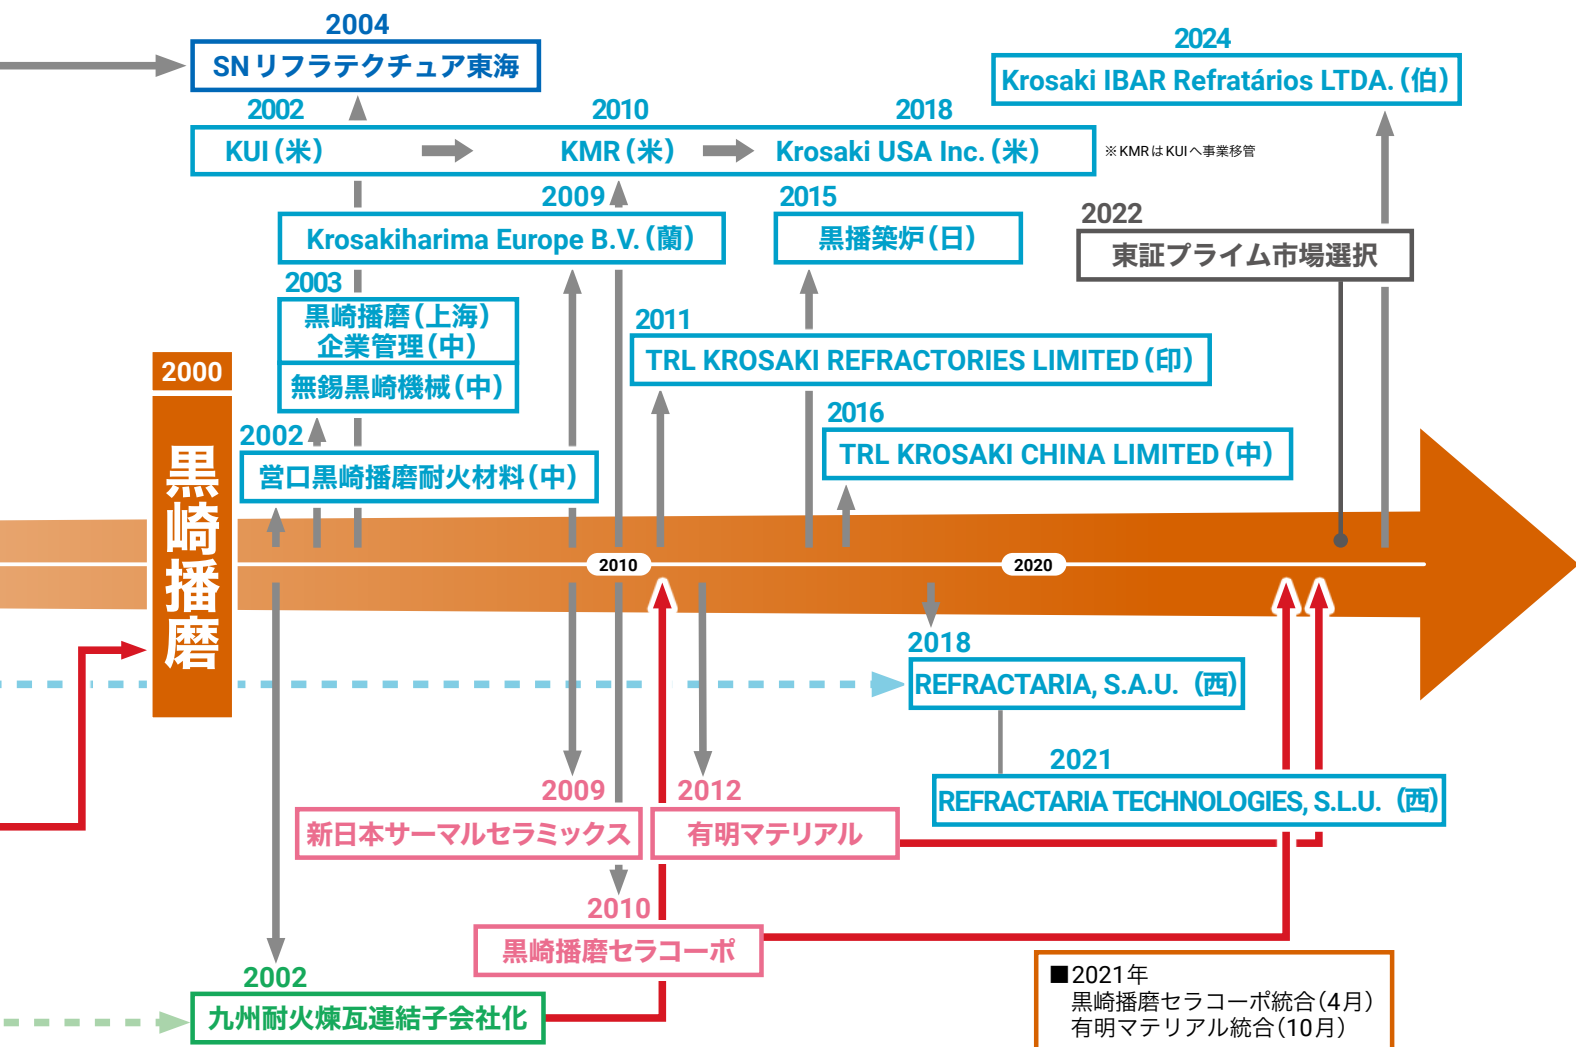 2004
SNリフラテクチュア東海
2024
Krosaki IBAR Refratários LTDA.(伯)
2002
2010
2018
KUI(米)
KMR(米)
Krosaki USA Inc.(米)
※KMRはKUIへ事業移管
2009
Krosakiharima Europe B.V.(蘭)
2015
黒播築炉(日)
2022
東証プライム市場選択
2003
黒崎播磨(上海)
企業管理(中)
無錫黒崎機械(中)
2011
TRL KROSAKI REFRACTORIES LIMITED(印)
2000
黒崎播磨
2002
営口黒崎播磨耐火材料(中)
2016
TRL KROSAKI CHINA LIMITED(中)
2010
2020
2018
REFRACTARIA, S.A.U.(西)
2021
REFRACTARIA TECHNOLOGIES, S.L.U.(西)
2009
新日本サーマルセラミックス
2012
有明マテリアル
2010
黒崎播磨セラコーポ
2002
九州耐火煉瓦連結子会社化
■2021年
黒崎播磨セラコーポ統合(4月)
有明マテリアル統合(10月)